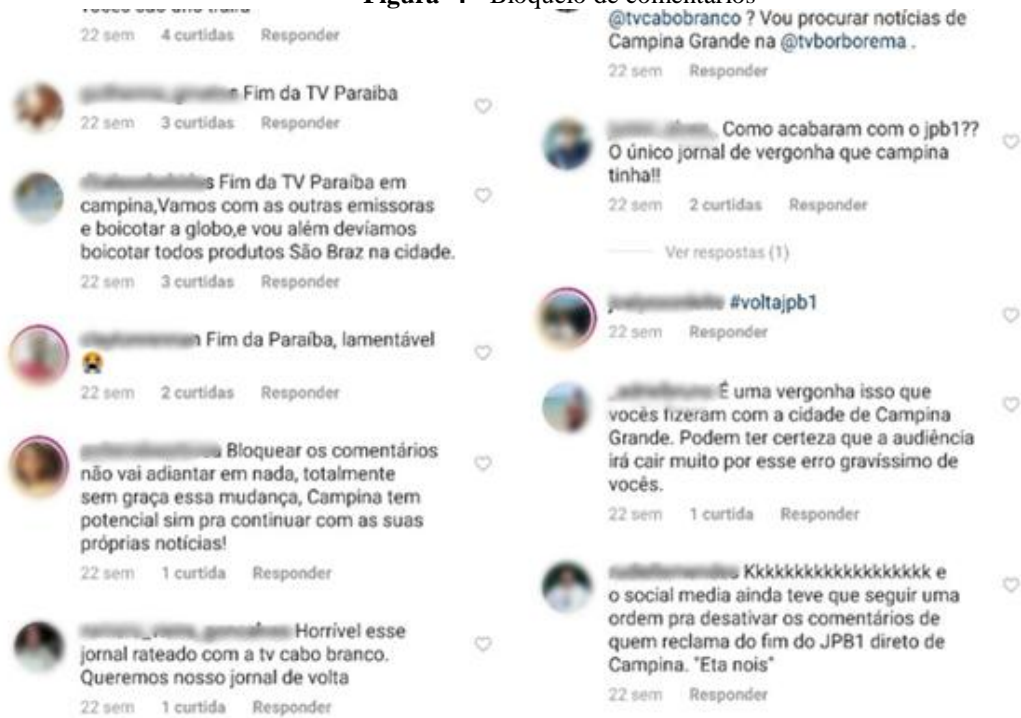 Figura 4 - Bloqueio de comentários
vocês são uns traíra
22 sem 4 curtidas Responder
Fim da TV Paraiba
22 sem 3 curtidas Responder
s Fim da TV Paraíba em
campina,Vamos com as outras emissoras
e boicotar a globo,e vou além devíamos
boicotar todos produtos São Braz na cidade.
22 sem 3 curtidas Responder
n Fim da Paraíba, lamentável
22 sem 2 curtidas Responder
Bloquear os comentários
não vai adiantar em nada, totalmente
sem graça essa mudança, Campina tem
potencial sim pra continuar com as suas
próprias notícias!
22 sem 1 curtida Responder
Horrível esse
jornal rateado com a tv cabo branco.
Queremos nosso jornal de volta
22 sem 1 curtida Responder
@tvcabobranco ? Vou procurar notícias de
Campina Grande na @tvborborema .
22 sem Responder
Como acabaram com o jpb1??
O único jornal de vergonha que campina
tinha!!
22 sem 2 curtidas Responder
Ver respostas (1)
#voltajpb1
22 sem Responder
É uma vergonha isso que
vocês fizeram com a cidade de Campina
Grande. Podem ter certeza que a audiência
irá cair muito por esse erro gravíssimo de
vocês.
22 sem 1 curtida Responder
Kkkkkkkkkkkkkkkkkkk e
o social media ainda teve que seguir uma
ordem pra desativar os comentários de
quem reclama do fim do JPB1 direto de
Campina. "Eta nois"
22 sem Responder